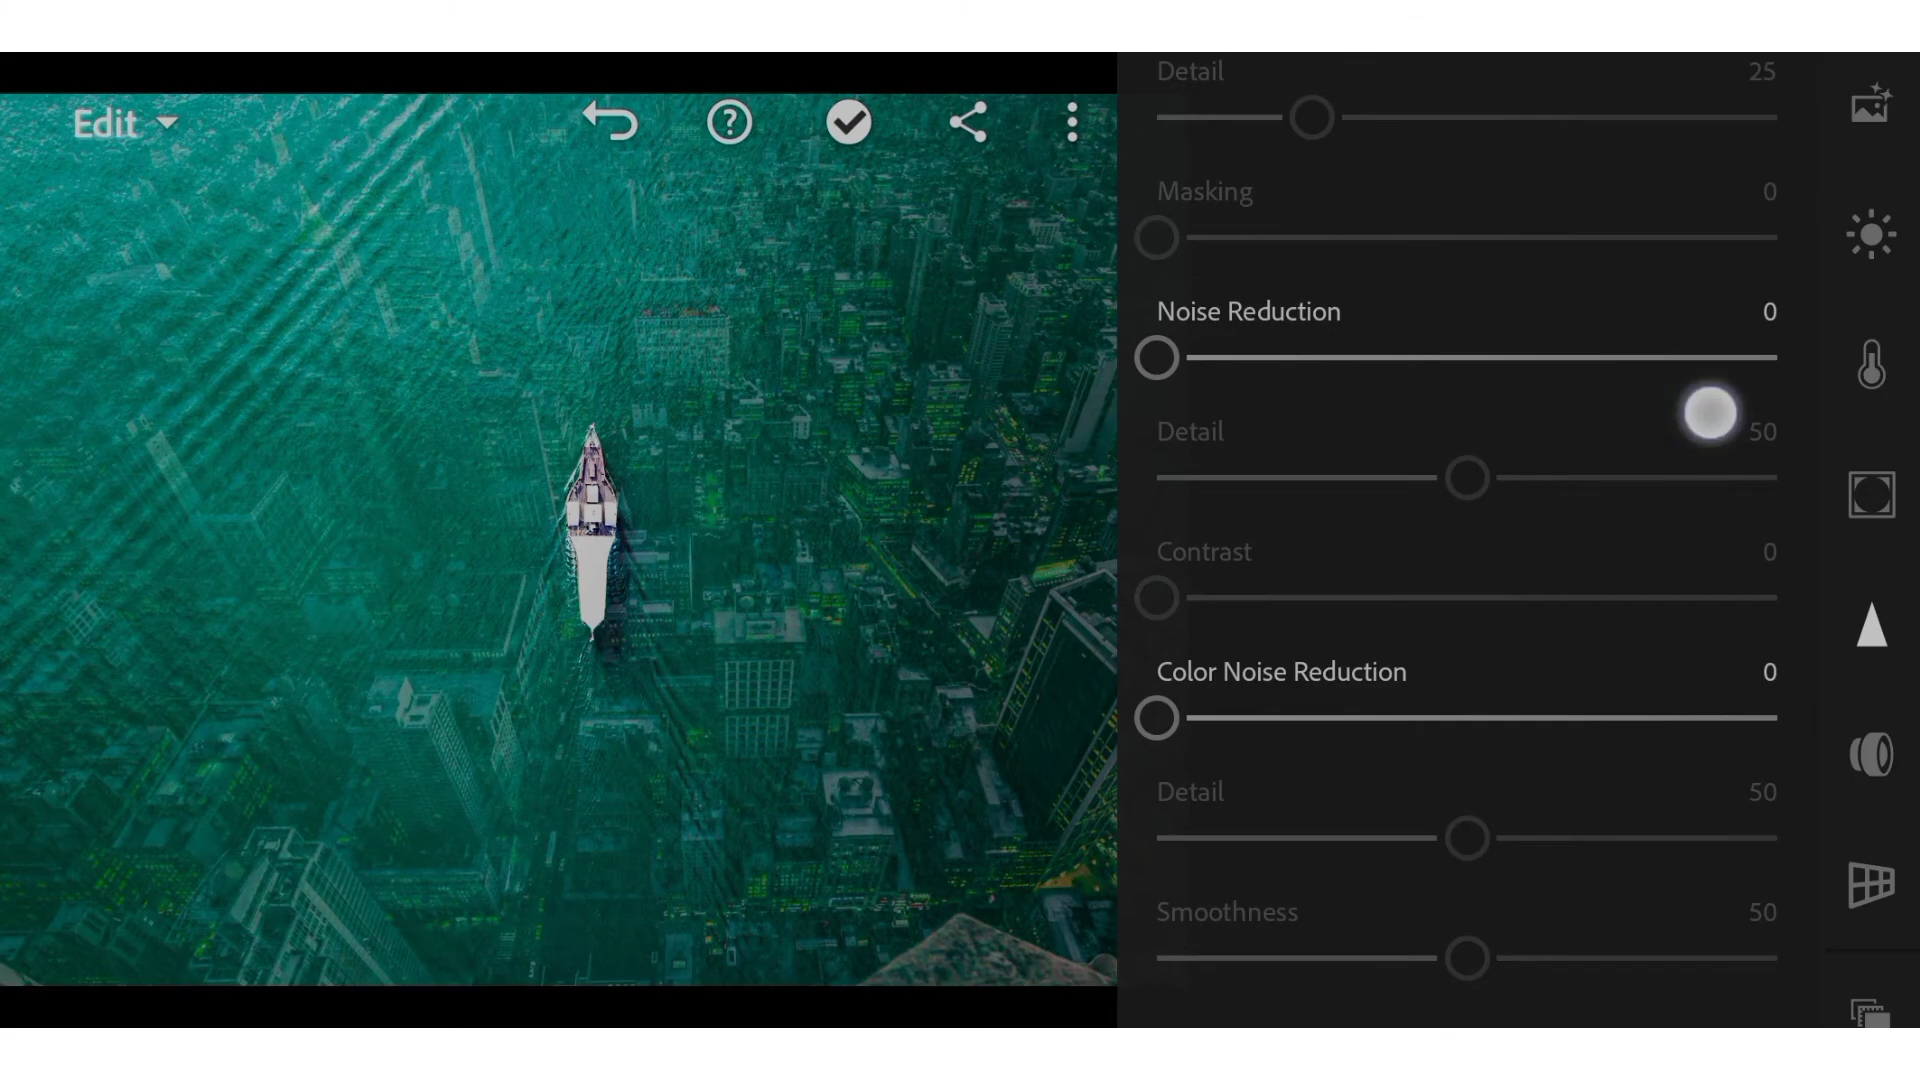 Edit
Detail 25
Masking 0
Noise Reduction 0
Detail 50
Contrast 0
Color Noise Reduction 0
Detail 50
Smoothness 50